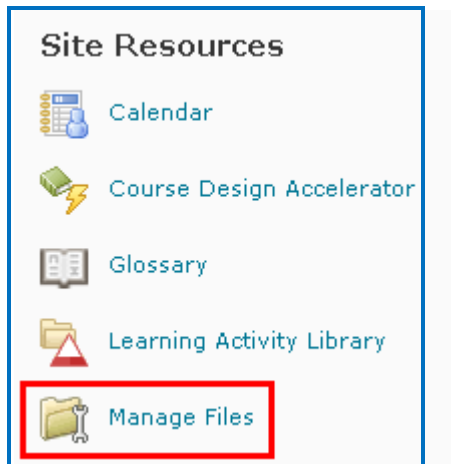 Site Resources
Calendar
Course Design Accelerator
Glossary
Learning Activity Library
Manage Files